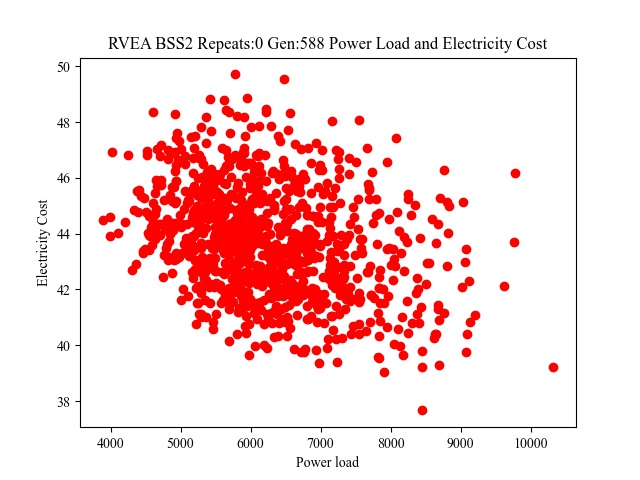 RVEA BSS2 Repeats:0 Gen:588 Power Load and Electricity Cost
50
48
46
44
42
40
38
Electricity Cost
4000 5000 6000 7000 8000 9000 10000
Power load